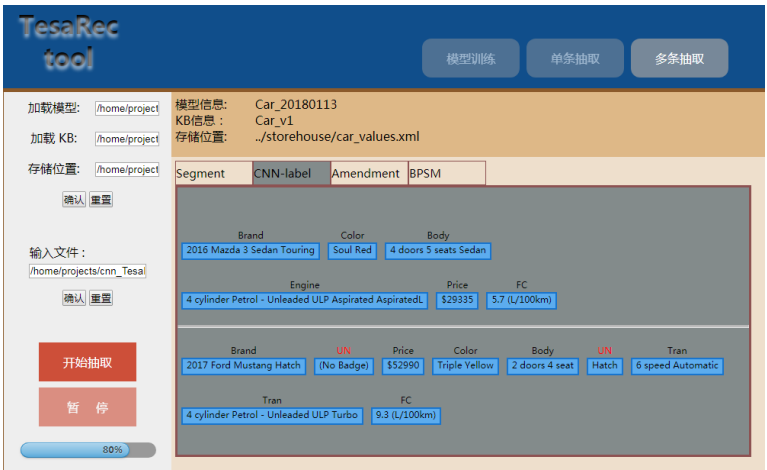 TesaRec
tool
模型训练 单条抽取 多条抽取
加载模型: /home/project
加载 KB: /home/project
存储位置: /home/project
确认 重置
输入文件 :
/home/projects/cnn_Tesal
确认 重置
开始抽取
暂 停
80%
模型信息: Car_20180113
KB信息 : Car_v1
存储位置: ../storehouse/car_values.xml
Segment CNN-label Amendment BPSM
Brand Color Body
2016 Mazda 3 Sedan Touring Soul Red 4 doors 5 seats Sedan
Engine Price FC
4 cylinder Petrol - Unleaded ULP Aspirated AspiratedL $29335 5.7 (L/100km)
Brand UN Price Color Body UN Tran
2017 Ford Mustang Hatch (No Badge) $52990 Triple Yellow 2 doors 4 seat Hatch 6 speed Automatic
Tran FC
4 cylinder Petrol - Unleaded ULP Turbo 9.3 (L/100km)